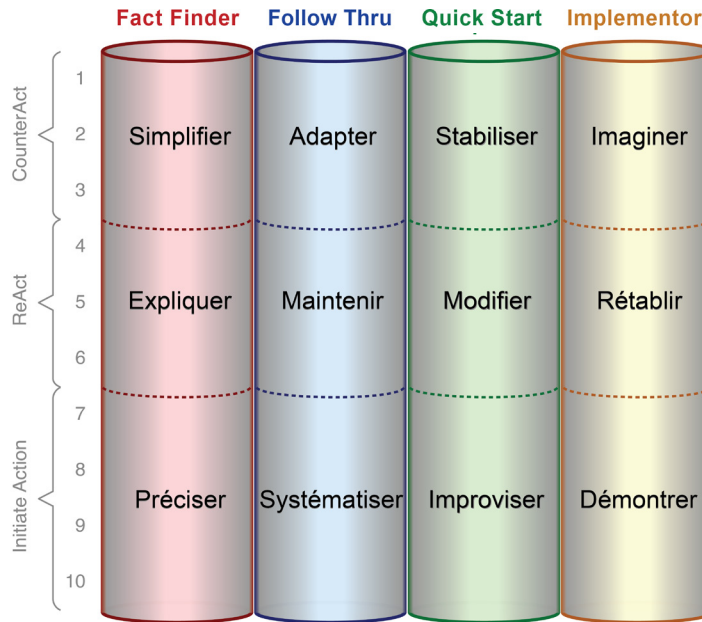 Fact Finder Follow Thru Quick Start Implementor
CounterAct
1
2
3
Simplifier Adapter Stabiliser Imaginer
ReAct
4
5
6
Expliquer Maintenir Modifier Rétablir
Initiate Action
7
8
9
10
Préciser Systématiser Improviser Démontrer